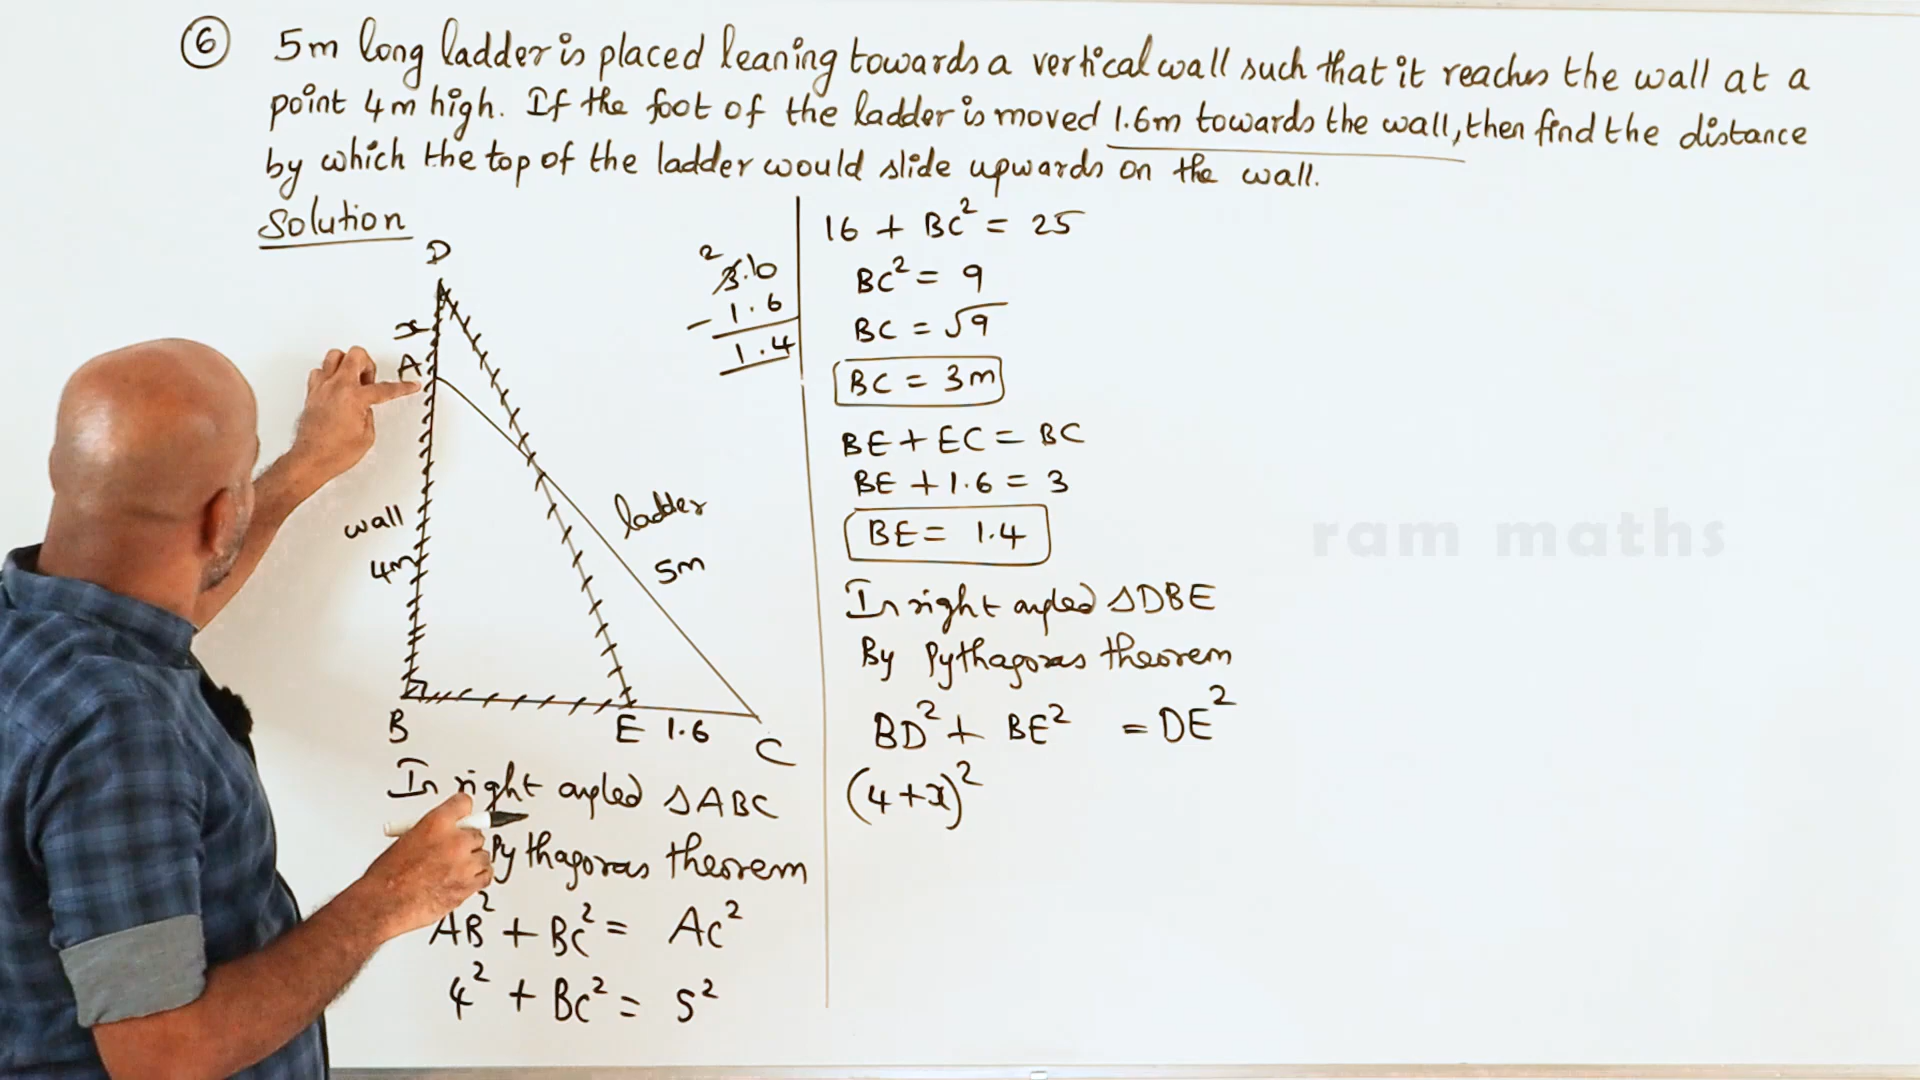 6 5m long ladder is placed leaning towards a vertical wall such that it reaches the wall at a
point 4m high. If the foot of the ladder is moved 1.6m towards the wall, then find the distance
by which the top of the ladder would slide upwards on the wall.
Solution
D
x
A
wall
4m
ladder
5m
B
E 1.6
C
2
3.10
- 1.6
1.4
In right angled △ABC
Pythagoras theorem
AB² + BC² = AC²
4² + BC² = 5²
16 + BC² = 25
BC² = 9
BC = √9
BC = 3m
BE + EC = BC
BE + 1.6 = 3
BE = 1.4
In right angled △DBE
By Pythagoras theorem
BD² + BE² = DE²
(4 + x)²
ram maths